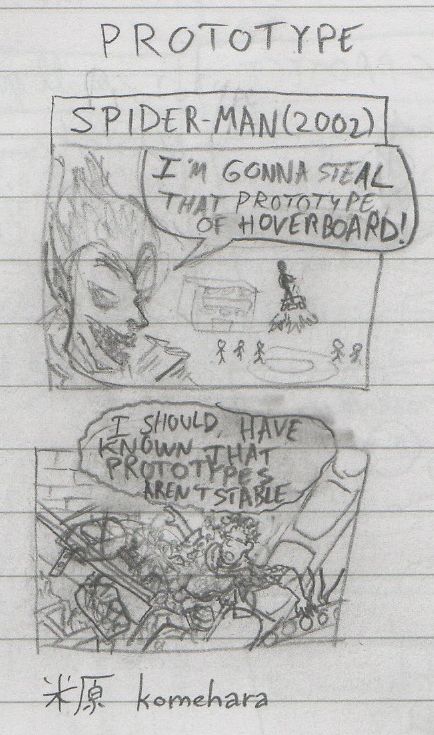 PROTOTYPE
SPIDER-MAN (2002)
I'M GONNA STEAL
THAT PROTOTYPE
OF HOVERBOARD!
I SHOULD HAVE
KNOWN THAT
PROTOTYPES
AREN'T STABLE
米原 komehara